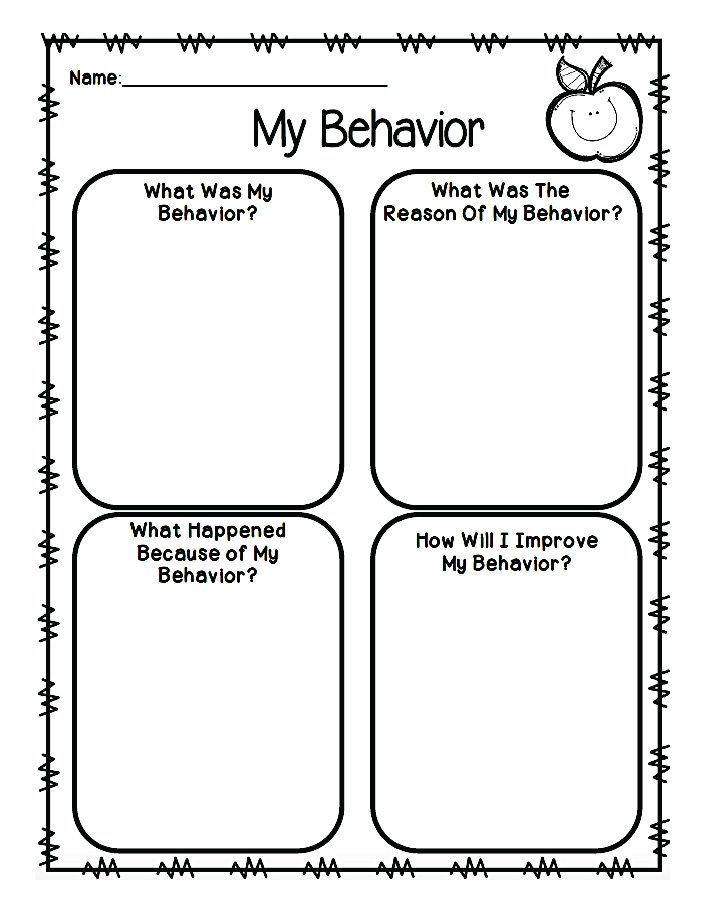 Name:
My Behavior
What Was My
Behavior?
What Was The
Reason Of My Behavior?
What Happened
Because of My
Behavior?
How Will I Improve
My Behavior?